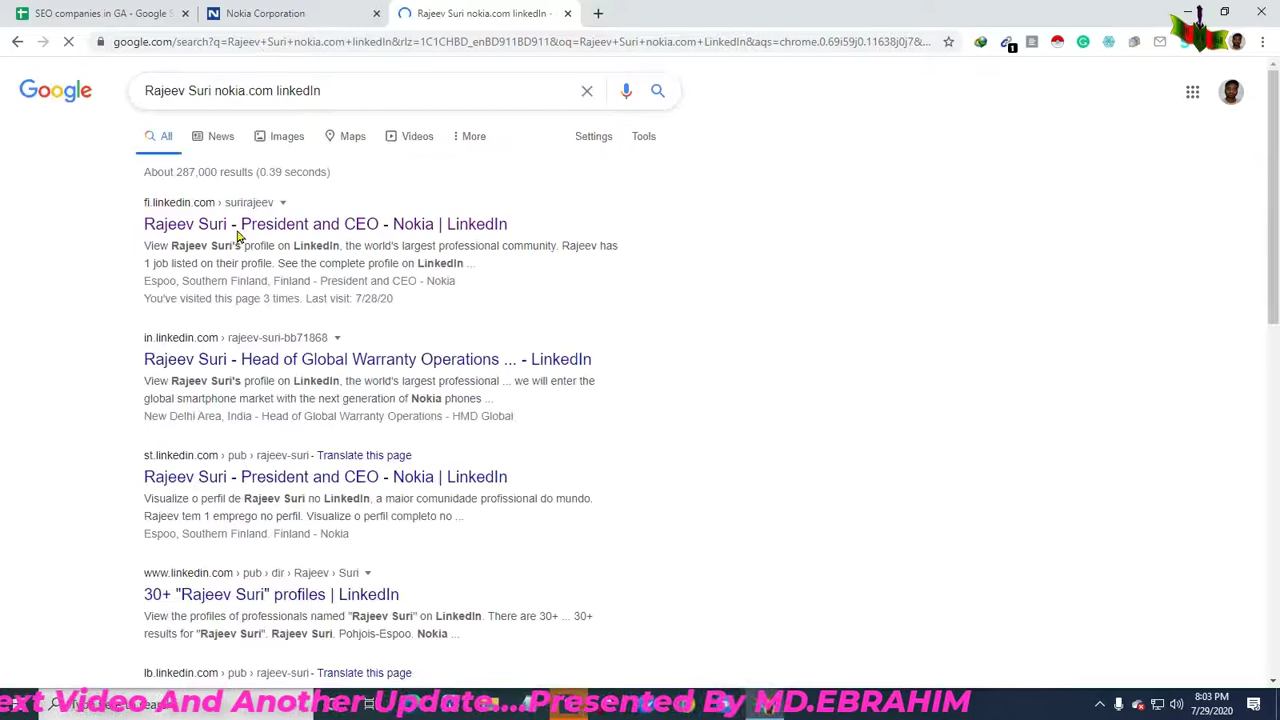 SEO companies in GA - Google S
Nokia Corporation
Rajeev Suri nokia.com linkedIn -
google.com/search?q=Rajeev+Suri+nokia.com+linkedIn&rlz=1C1CHBD_enBD911BD911&oq=Rajeev+Suri+nokia.com+LinkedIn&aqs=chrome.0.69i59j0.11638j0j7&...
1
Google
Rajeev Suri nokia.com linkedIn
All
News
Images
Maps
Videos
More
Settings
Tools
About 287,000 results (0.39 seconds)
fi.linkedin.com › surirajeev
Rajeev Suri - President and CEO - Nokia | LinkedIn
View Rajeev Suri's profile on LinkedIn, the world's largest professional community. Rajeev has
1 job listed on their profile. See the complete profile on LinkedIn ...
Espoo, Southern Finland, Finland - President and CEO - Nokia
You've visited this page 3 times. Last visit: 7/28/20
in.linkedin.com › rajeev-suri-bb71868
Rajeev Suri - Head of Global Warranty Operations ... - LinkedIn
View Rajeev Suri's profile on LinkedIn, the world's largest professional ... we will enter the
global smartphone market with the next generation of Nokia phones ...
New Delhi Area, India - Head of Global Warranty Operations - HMD Global
st.linkedin.com › pub › rajeev-suri - Translate this page
Rajeev Suri - President and CEO - Nokia | LinkedIn
Visualize o perfil de Rajeev Suri no LinkedIn, a maior comunidade profissional do mundo.
Rajeev tem 1 emprego no perfil. Visualize o perfil completo no ...
Espoo, Southern Finland. Finland - Nokia
www.linkedin.com › pub › dir › Rajeev › Suri
30+ "Rajeev Suri" profiles | LinkedIn
View the profiles of professionals named "Rajeev Suri" on LinkedIn. There are 30+ ... 30+
results for "Rajeev Suri". Rajeev Suri. Pohjois-Espoo. Nokia ...
lb.linkedin.com › pub › rajeev-suri - Translate this page
ext Video And Another Update....Presented By MD.EBRAHIM
8:03 PM
7/29/2020